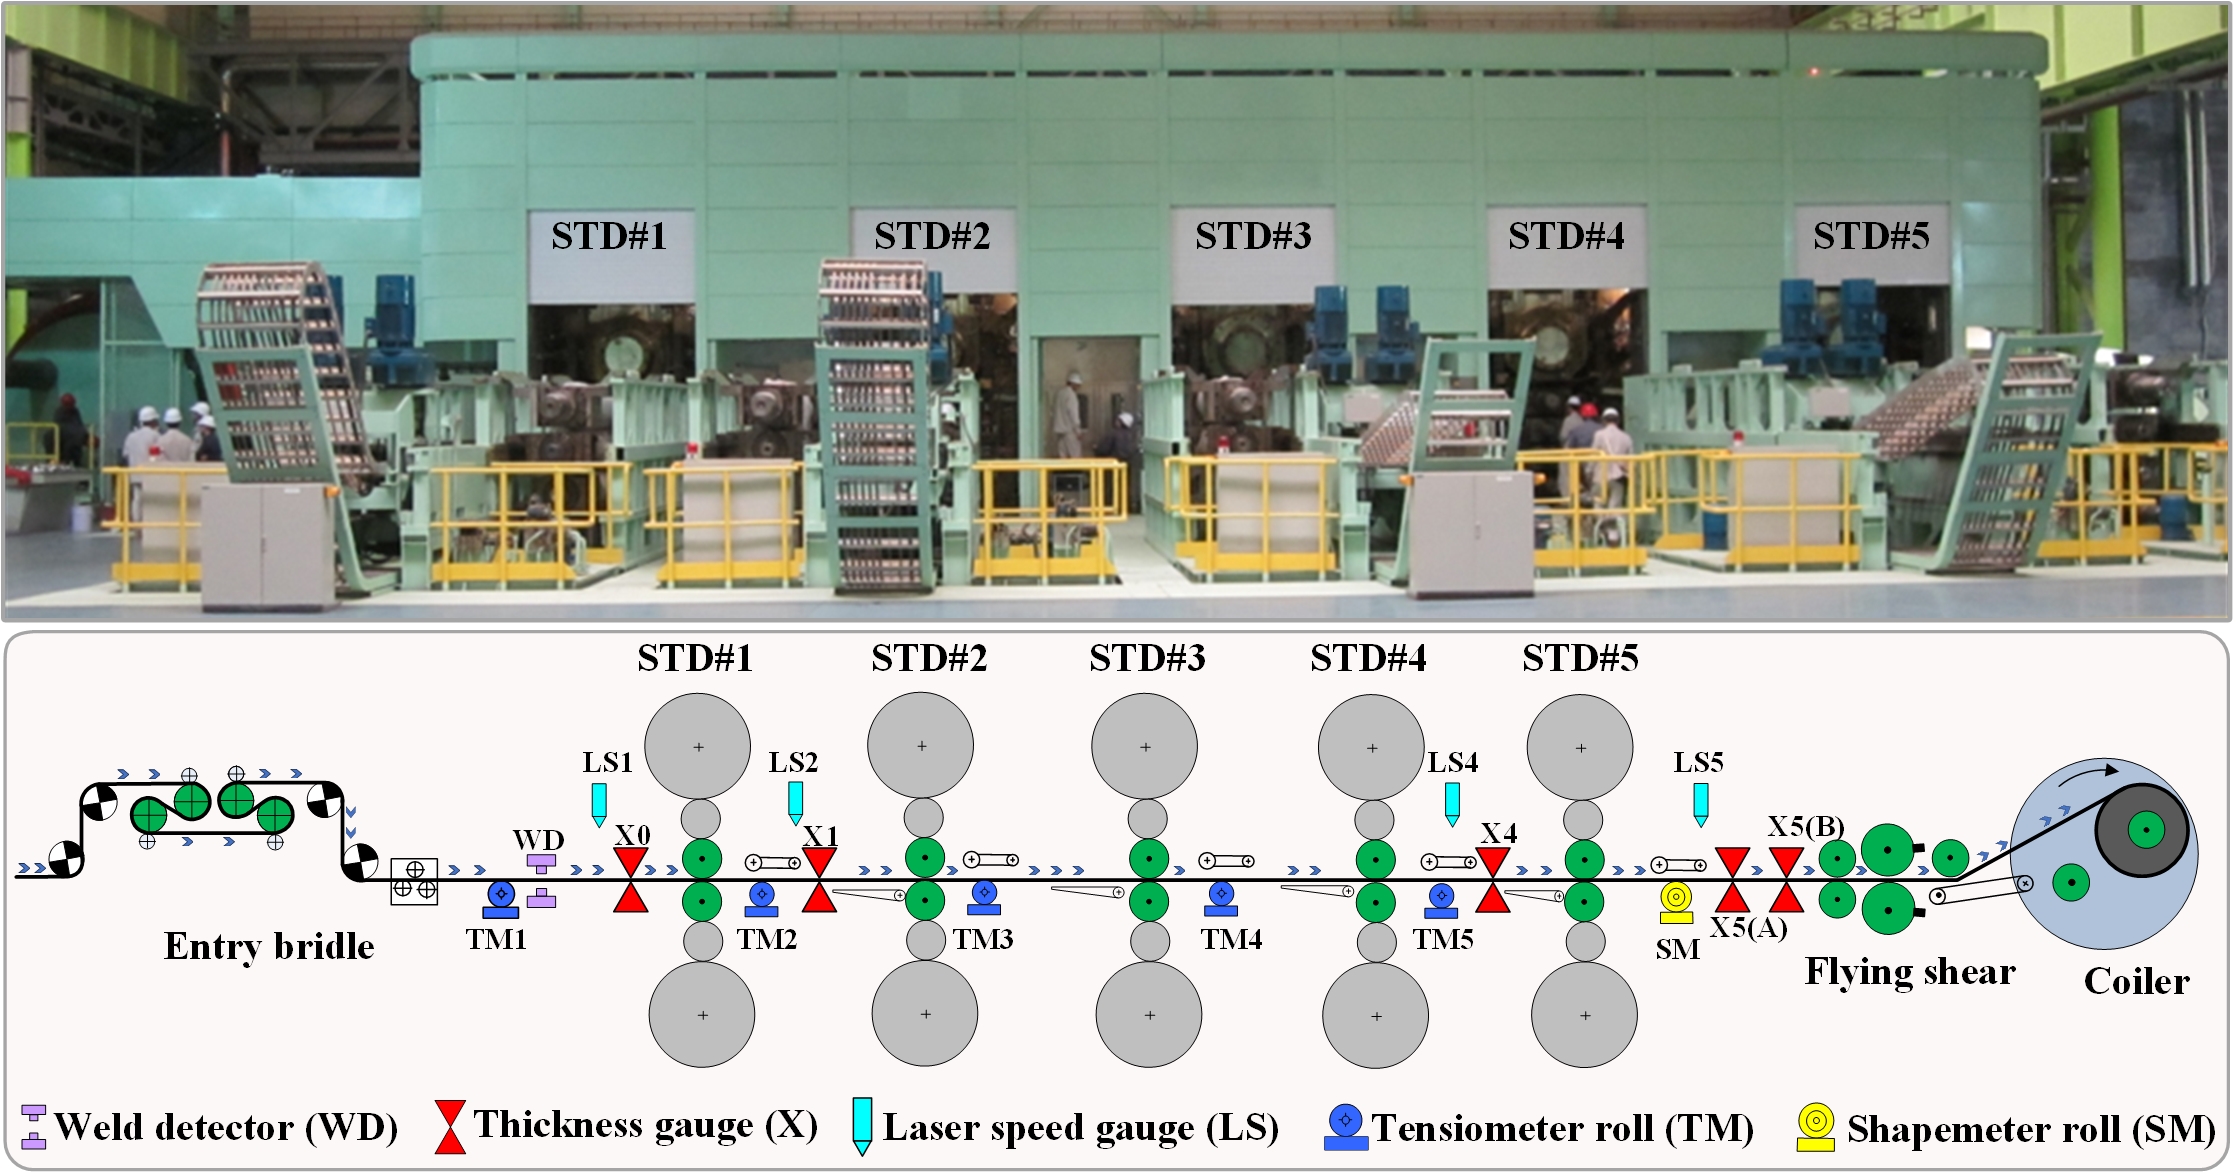 STD#1 STD#2 STD#3 STD#4 STD#5
STD#1 STD#2 STD#3 STD#4 STD#5
LS1 LS2 LS4 LS5
WD X0 X1 X4 X5(B)
TM1 TM2 TM3 TM4 TM5 SM X5(A)
Entry bridle Flying shear Coiler
Weld detector (WD) Thickness gauge (X) Laser speed gauge (LS) Tensiometer roll (TM) Shapemeter roll (SM)